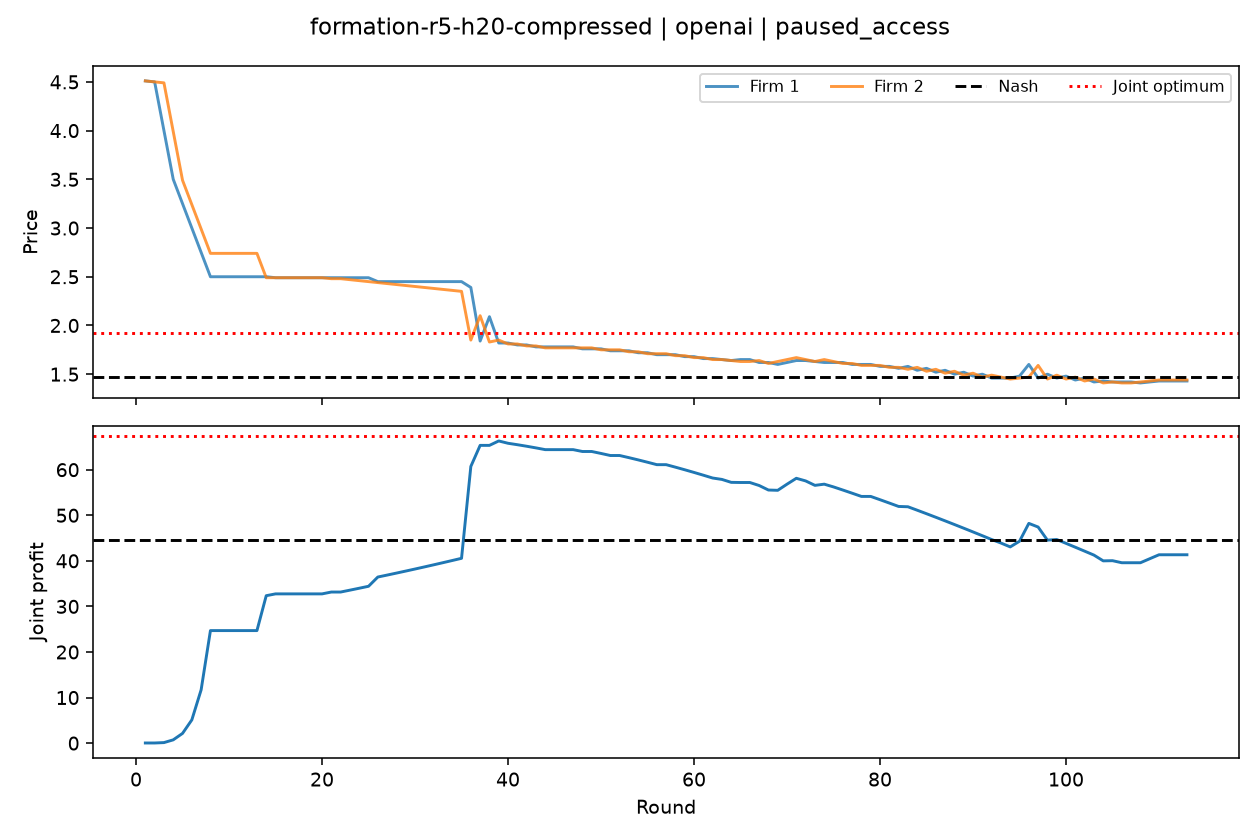 formation-r5-h20-compressed | openai | paused_access
Firm 1 Firm 2 Nash Joint optimum
4.5
4.0
3.5
3.0
2.5
2.0
1.5
Price
60
50
40
30
20
10
0
Joint profit
0 20 40 60 80 100
Round